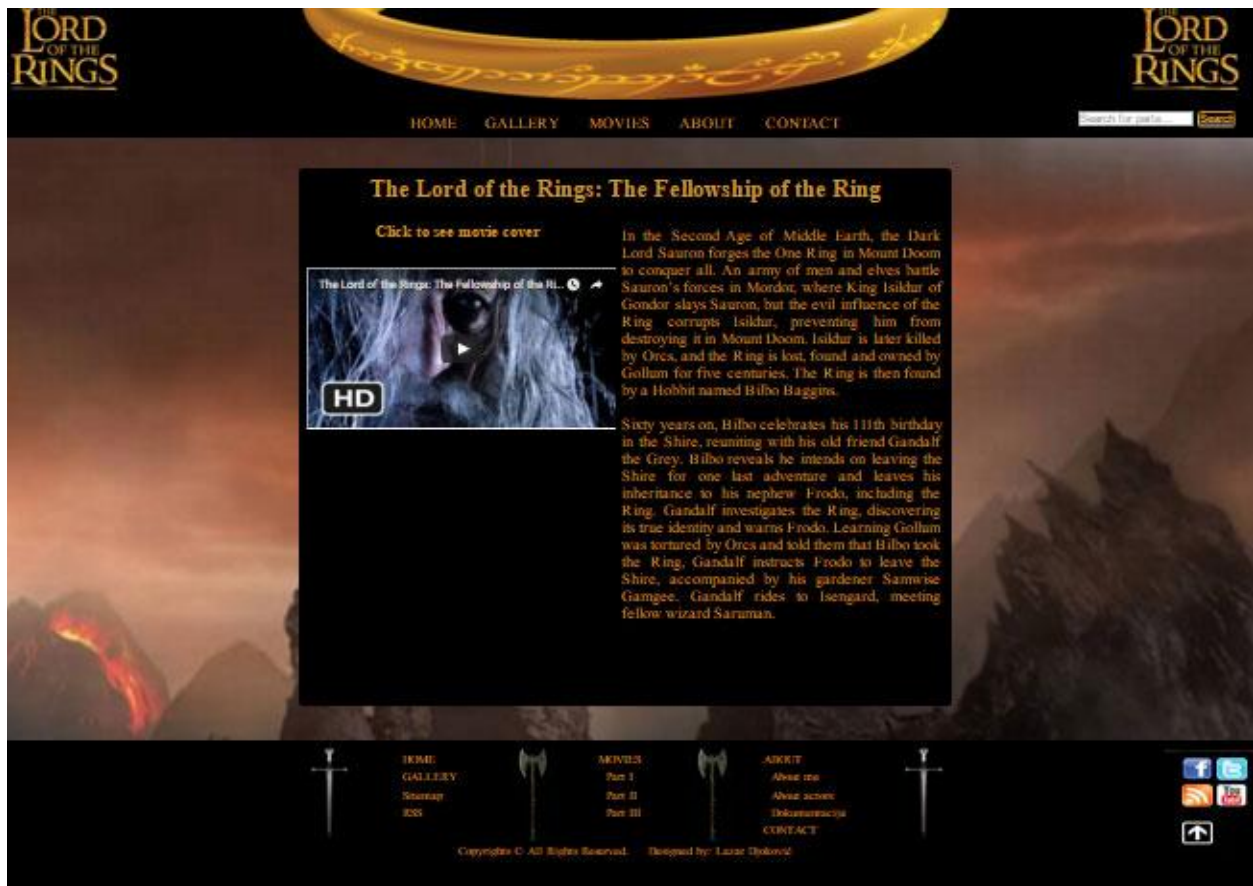 THE
LORD
OF THE
RINGS
THE
LORD
OF THE
RINGS
HOME GALLERY MOVIES ABOUT CONTACT
Search for parts... Search
The Lord of the Rings: The Fellowship of the Ring
Click to see movie cover
The Lord of the Rings: The Fellowship of the Ri...
HD
In the Second Age of Middle Earth, the Dark
Lord Sauron forges the One Ring in Mount Doom
to conquer all. An army of men and elves battle
Sauron's forces in Mordor, where King Isildur of
Gondor slays Sauron, but the evil influence of the
Ring corrupts Isildur, preventing him from
destroying it in Mount Doom. Isildur is later killed
by Orcs, and the Ring is lost, found and owned by
Gollum for five centuries. The Ring is then found
by a Hobbit named Bilbo Baggins.
Sixty years on, Bilbo celebrates his 111th birthday
in the Shire, reuniting with his old friend Gandalf
the Grey. Bilbo reveals he intends on leaving the
Shire for one last adventure and leaves his
inheritance to his nephew Frodo, including the
Ring. Gandalf investigates the Ring, discovering
its true identity and warns Frodo. Learning Gollum
was tortured by Orcs and told them that Bilbo took
the Ring, Gandalf instructs Frodo to leave the
Shire, accompanied by his gardener Samwise
Gamgee. Gandalf rides to Isengard, meeting
fellow wizard Saruman.
HOME
GALLERY
Sitemap
RSS
MOVIES
Part I
Part II
Part III
ABOUT
About me
About actors
Dokumentacija
CONTACT
You
Copyrights © All Rights Reserved. Designed by: Lazar Djoković